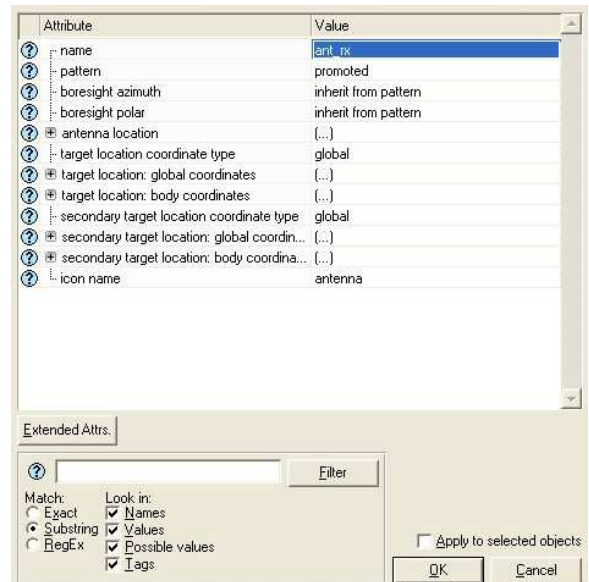 Attribute Value
name ant_rx
pattern promoted
boresight azimuth inherit from pattern
boresight polar inherit from pattern
antenna location (...)
target location coordinate type global
target location: global coordinates (...)
target location: body coordinates (...)
secondary target location coordinate type global
secondary target location: global coordin... (...)
secondary target location: body coordina... (...)
icon name antenna
Extended Attrs.
Filter
Match: Look in:
Exact Names
Substring Values
RegEx Possible values
Tags
Apply to selected objects
OK Cancel